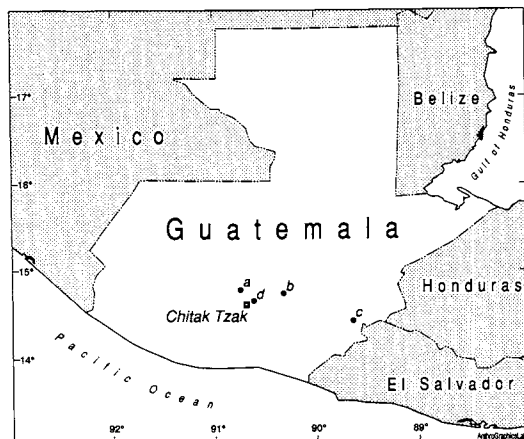 17°
Belize
Mexico
Gulf of Honduras
16°
Guatemala
15°
a
b
d
Honduras
Chitak Tzak
c
14°
Pacific Ocean
El Salvador
92°
91°
90°
89°